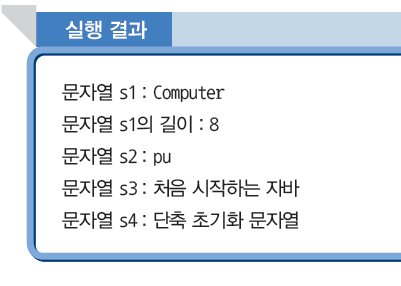 실행 결과
문자열 s1 : Computer
문자열 s1의 길이 : 8
문자열 s2 : pu
문자열 s3 : 처음 시작하는 자바
문자열 s4 : 단축 초기화 문자열